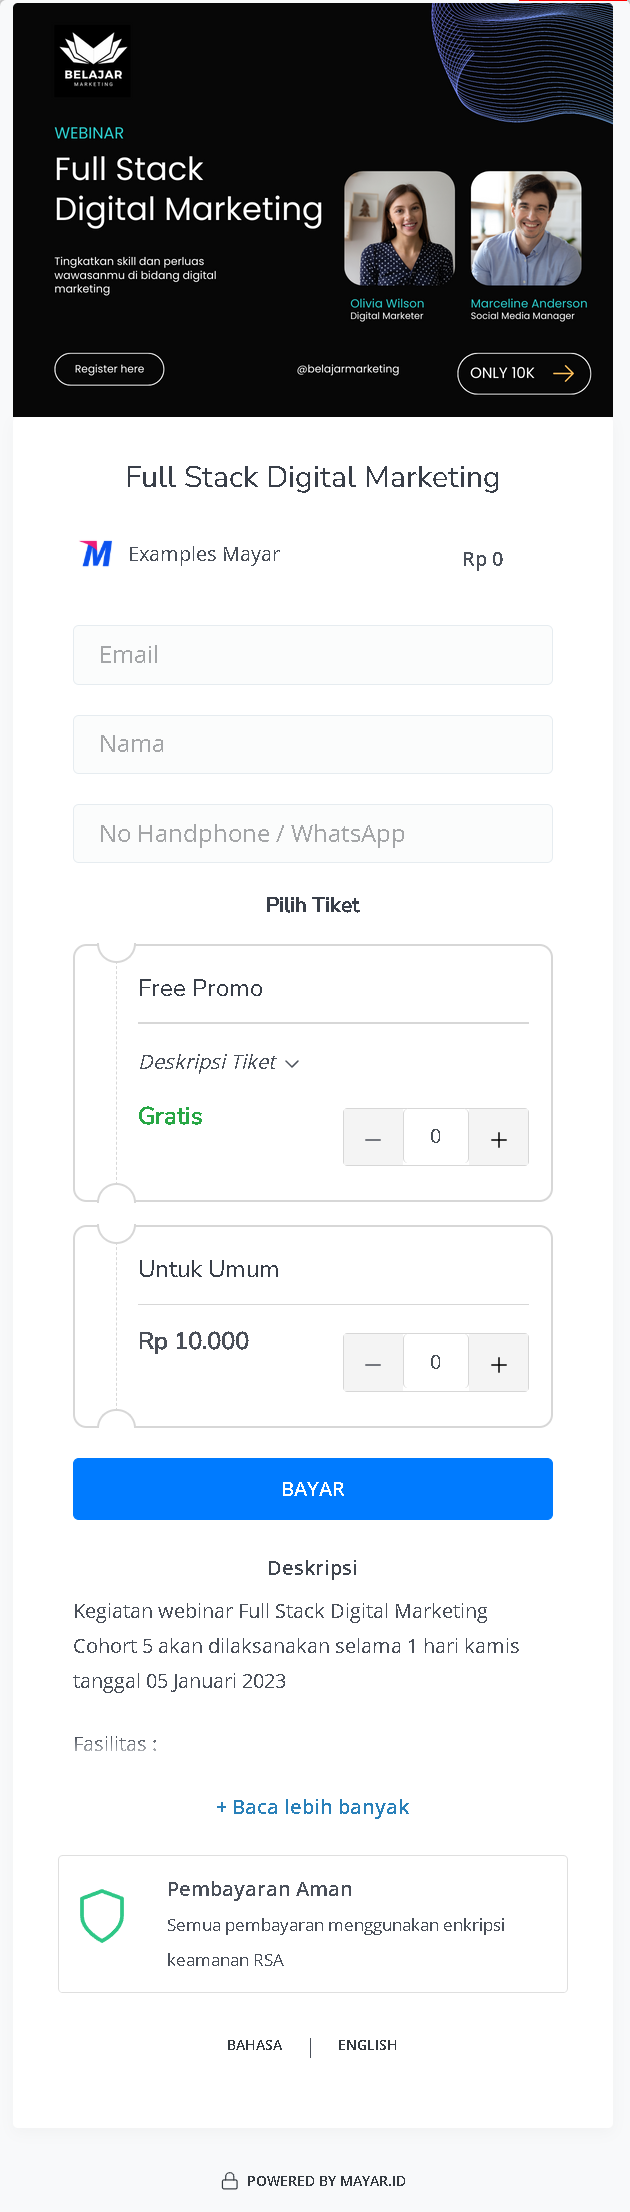 BELAJAR
MARKETING
WEBINAR
Full Stack
Digital Marketing
Tingkatkan skill dan perluas
wawasanmu di bidang digital
marketing
Olivia Wilson
Digital Marketer
Marceline Anderson
Social Media Manager
Register here
@belajarmarketing
ONLY 10K
Full Stack Digital Marketing
M Examples Mayar
Rp 0
Email
Nama
No Handphone / WhatsApp
Pilih Tiket
Free Promo
Deskripsi Tiket
Gratis
− 0 +
Untuk Umum
Rp 10.000
− 0 +
BAYAR
Deskripsi
Kegiatan webinar Full Stack Digital Marketing
Cohort 5 akan dilaksanakan selama 1 hari kamis
tanggal 05 Januari 2023
Fasilitas :
+ Baca lebih banyak
Pembayaran Aman
Semua pembayaran menggunakan enkripsi
keamanan RSA
BAHASA | ENGLISH
POWERED BY MAYAR.ID